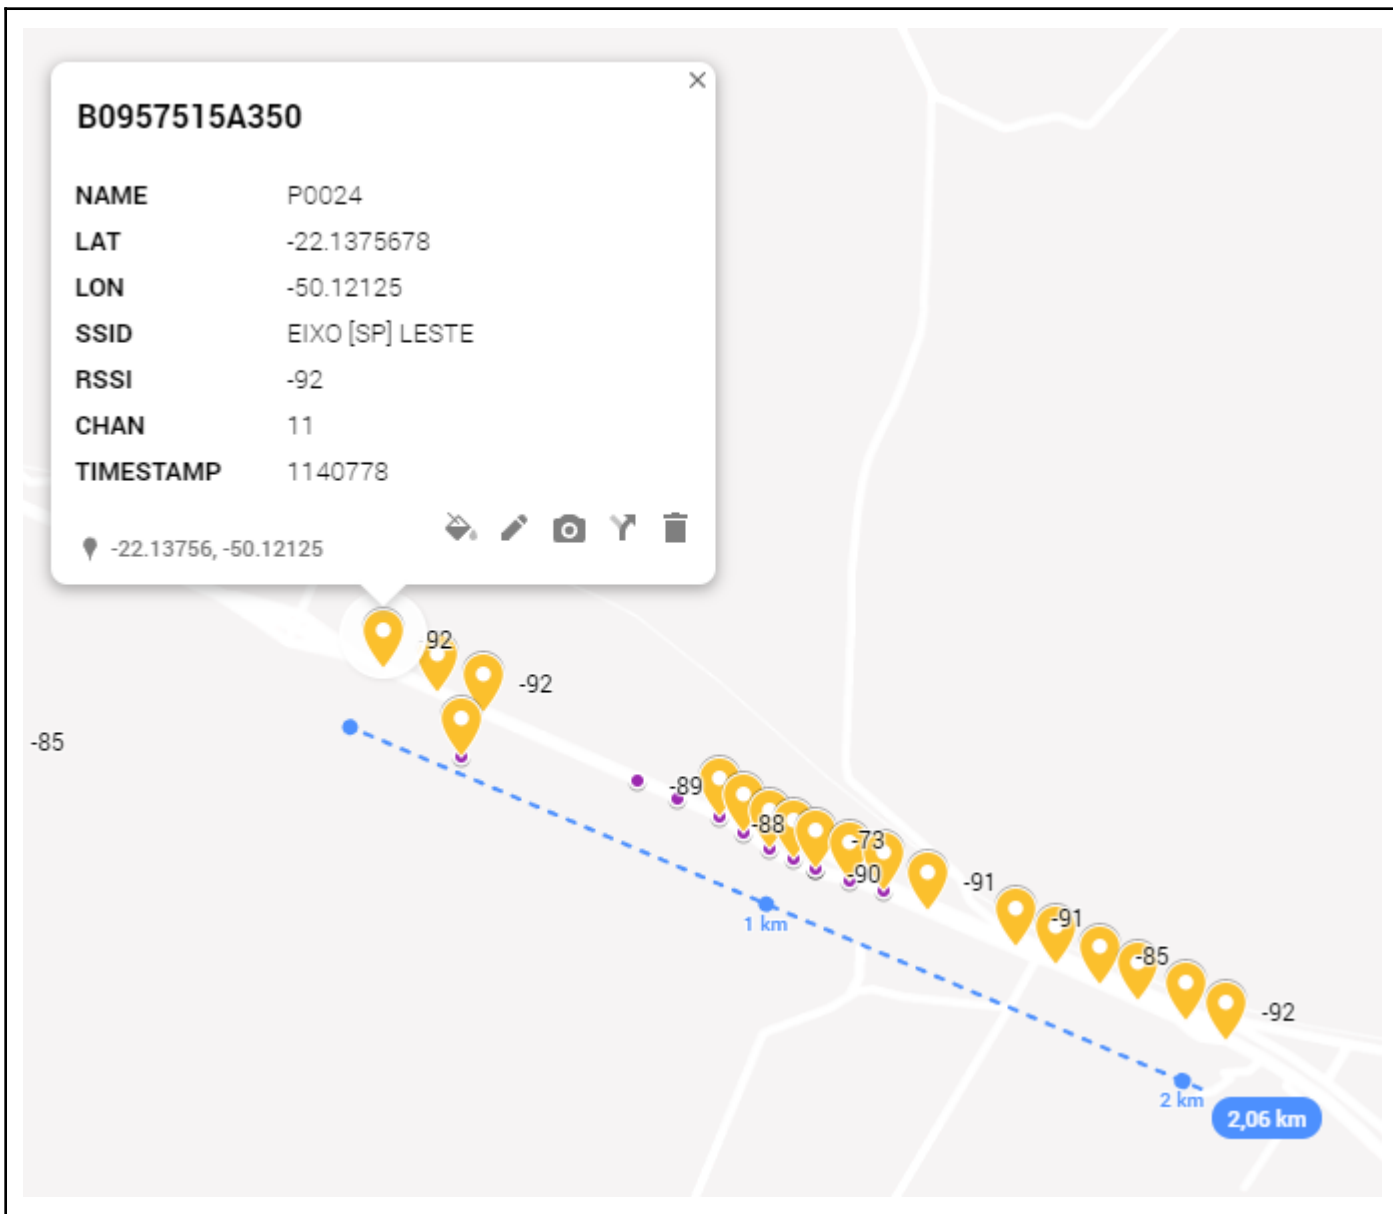 B0957515A350
NAME P0024
LAT -22.1375678
LON -50.12125
SSID EIXO [SP] LESTE
RSSI -92
CHAN 11
TIMESTAMP 1140778
-22.13756, -50.12125
-92
-92
-85
-89
-88
-73
-90
-91
-91
-85
-92
1 km
2 km
2,06 km